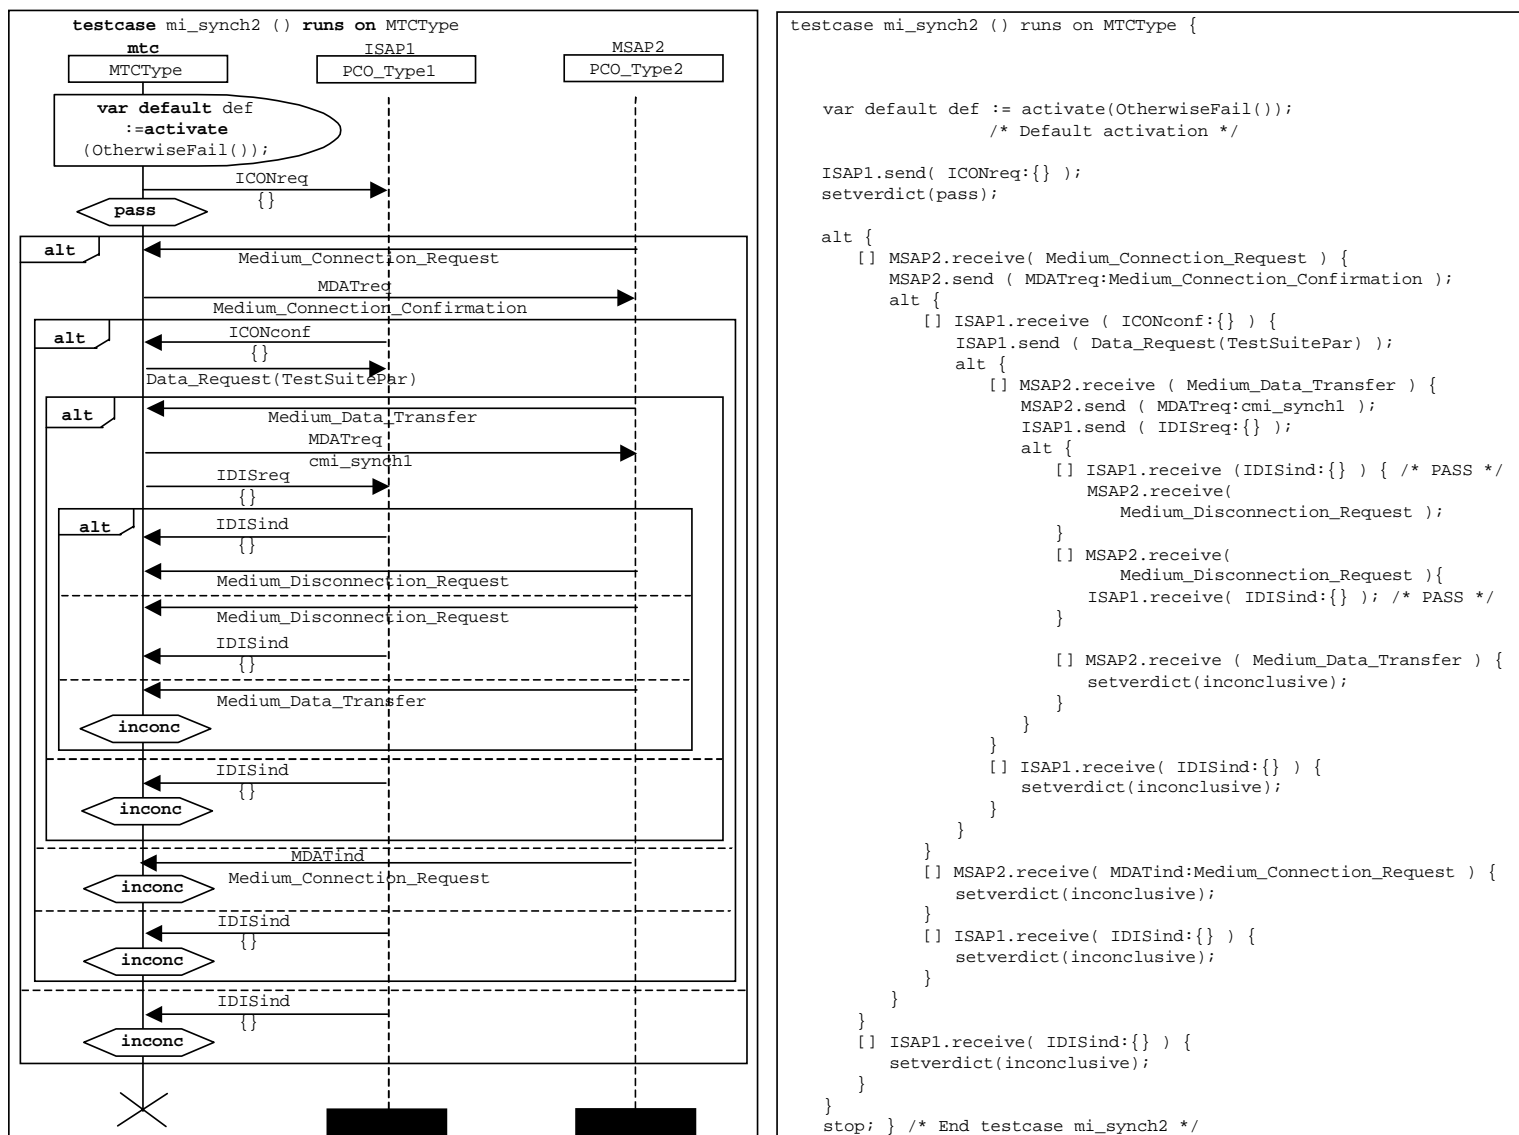 testcase mi_synch2 () runs on MTCType
mtc
MTCType
ISAP1
PCO_Type1
MSAP2
PCO_Type2
var default def
:=activate
(OtherwiseFail());
ICONreq
{}
pass
alt
Medium_Connection_Request
MDATreq
Medium_Connection_Confirmation
alt
ICONconf
{}
Data_Request(TestSuitePar)
alt
Medium_Data_Transfer
MDATreq
cmi_synch1
IDISreq
{}
alt
IDISind
{}
Medium_Disconnection_Request
Medium_Disconnection_Request
IDISind
{}
Medium_Data_Transfer
inconc
IDISind
{}
inconc
MDATind
Medium_Connection_Request
inconc
IDISind
{}
inconc
IDISind
{}
inconc
testcase mi_synch2 () runs on MTCType {
var default def := activate(OtherwiseFail());
/* Default activation */
ISAP1.send( ICONreq:{} );
setverdict(pass);
alt {
[] MSAP2.receive( Medium_Connection_Request ) {
MSAP2.send ( MDATreq:Medium_Connection_Confirmation );
alt {
[] ISAP1.receive ( ICONconf:{} ) {
ISAP1.send ( Data_Request(TestSuitePar) );
alt {
[] MSAP2.receive ( Medium_Data_Transfer ) {
MSAP2.send ( MDATreq:cmi_synch1 );
ISAP1.send ( IDISreq:{} );
alt {
[] ISAP1.receive (IDISind:{} ) { /* PASS */
MSAP2.receive(
Medium_Disconnection_Request );
}
[] MSAP2.receive(
Medium_Disconnection_Request ){
ISAP1.receive( IDISind:{} ); /* PASS */
}
[] MSAP2.receive ( Medium_Data_Transfer ) {
setverdict(inconclusive);
}
}
}
[] ISAP1.receive( IDISind:{} ) {
setverdict(inconclusive);
}
}
}
[] MSAP2.receive( MDATind:Medium_Connection_Request ) {
setverdict(inconclusive);
}
[] ISAP1.receive( IDISind:{} ) {
setverdict(inconclusive);
}
}
}
[] ISAP1.receive( IDISind:{} ) {
setverdict(inconclusive);
}
}
stop; } /* End testcase mi_synch2 */